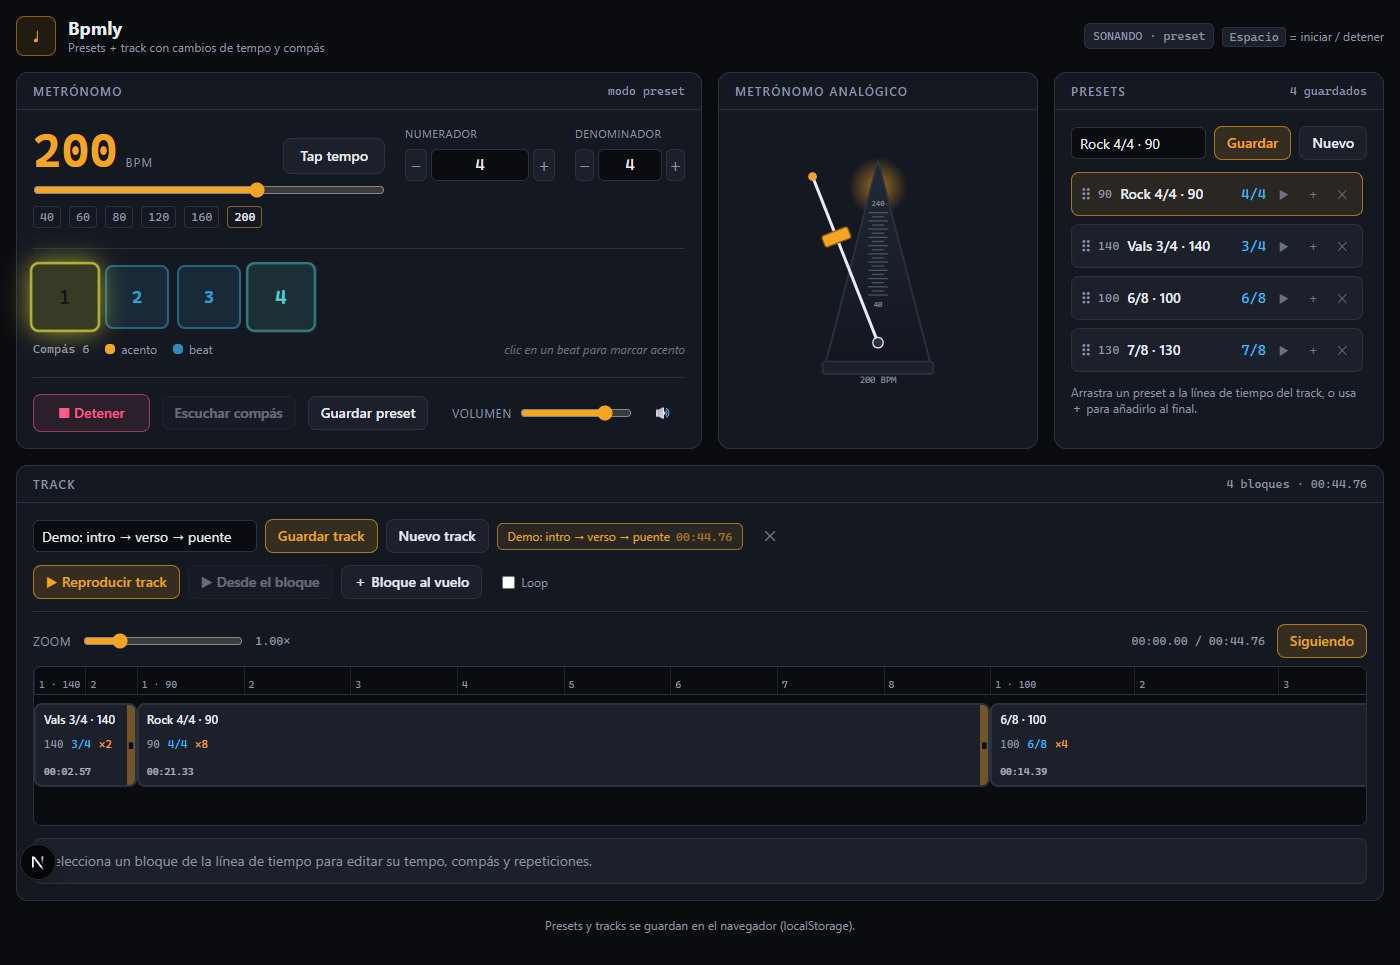 Bpmly
Presets + track con cambios de tempo y compás
SONANDO · preset
Espacio = iniciar / detener
METRÓNOMO
modo preset
200 BPM
Tap tempo
NUMERADOR
− 4 +
DENOMINADOR
− 4 +
40 60 80 120 160 200
1 2 3 4
Compás 6 acento beat
clic en un beat para marcar acento
Detener
Escuchar compás
Guardar preset
VOLUMEN
METRÓNOMO ANALÓGICO
240
40
200 BPM
PRESETS
4 guardados
Rock 4/4 · 90
Guardar
Nuevo
90 Rock 4/4 · 90 4/4 ▶ + ×
140 Vals 3/4 · 140 3/4 ▶ + ×
100 6/8 · 100 6/8 ▶ + ×
130 7/8 · 130 7/8 ▶ + ×
Arrastra un preset a la línea de tiempo del track, o usa
+ para añadirlo al final.
TRACK
4 bloques · 00:44.76
Demo: intro → verso → puente
Guardar track
Nuevo track
Demo: intro → verso → puente 00:44.76
×
▶ Reproducir track
▶ Desde el bloque
+ Bloque al vuelo
Loop
ZOOM
1.00×
00:00.00 / 00:44.76
Siguiendo
1 · 140 2 1 · 90 2 3 4 5 6 7 8 1 · 100 2 3
Vals 3/4 · 140
140 3/4 ×2
00:02.57
Rock 4/4 · 90
90 4/4 ×8
00:21.33
6/8 · 100
100 6/8 ×4
00:14.39
N
elecciona un bloque de la línea de tiempo para editar su tempo, compás y repeticiones.
Presets y tracks se guardan en el navegador (localStorage).